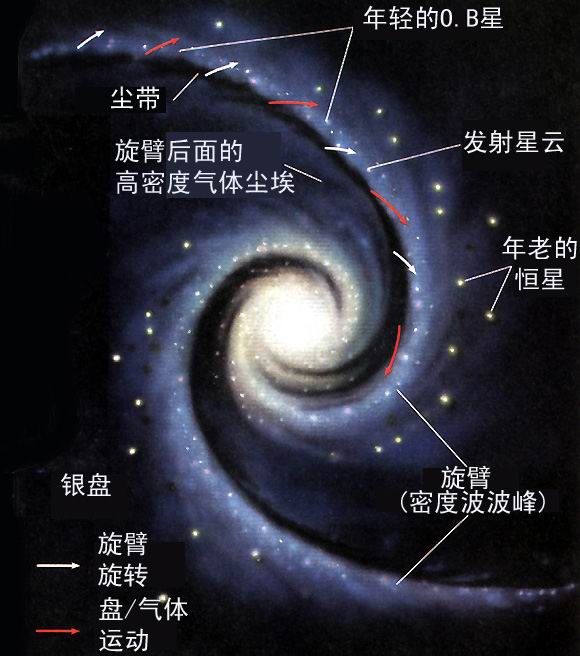 年轻的O.B星
尘带
发射星云
旋臂后面的
高密度气体尘埃
年老的
恒星
旋臂
(密度波波峰)
银盘
旋臂
旋转
盘/气体
运动